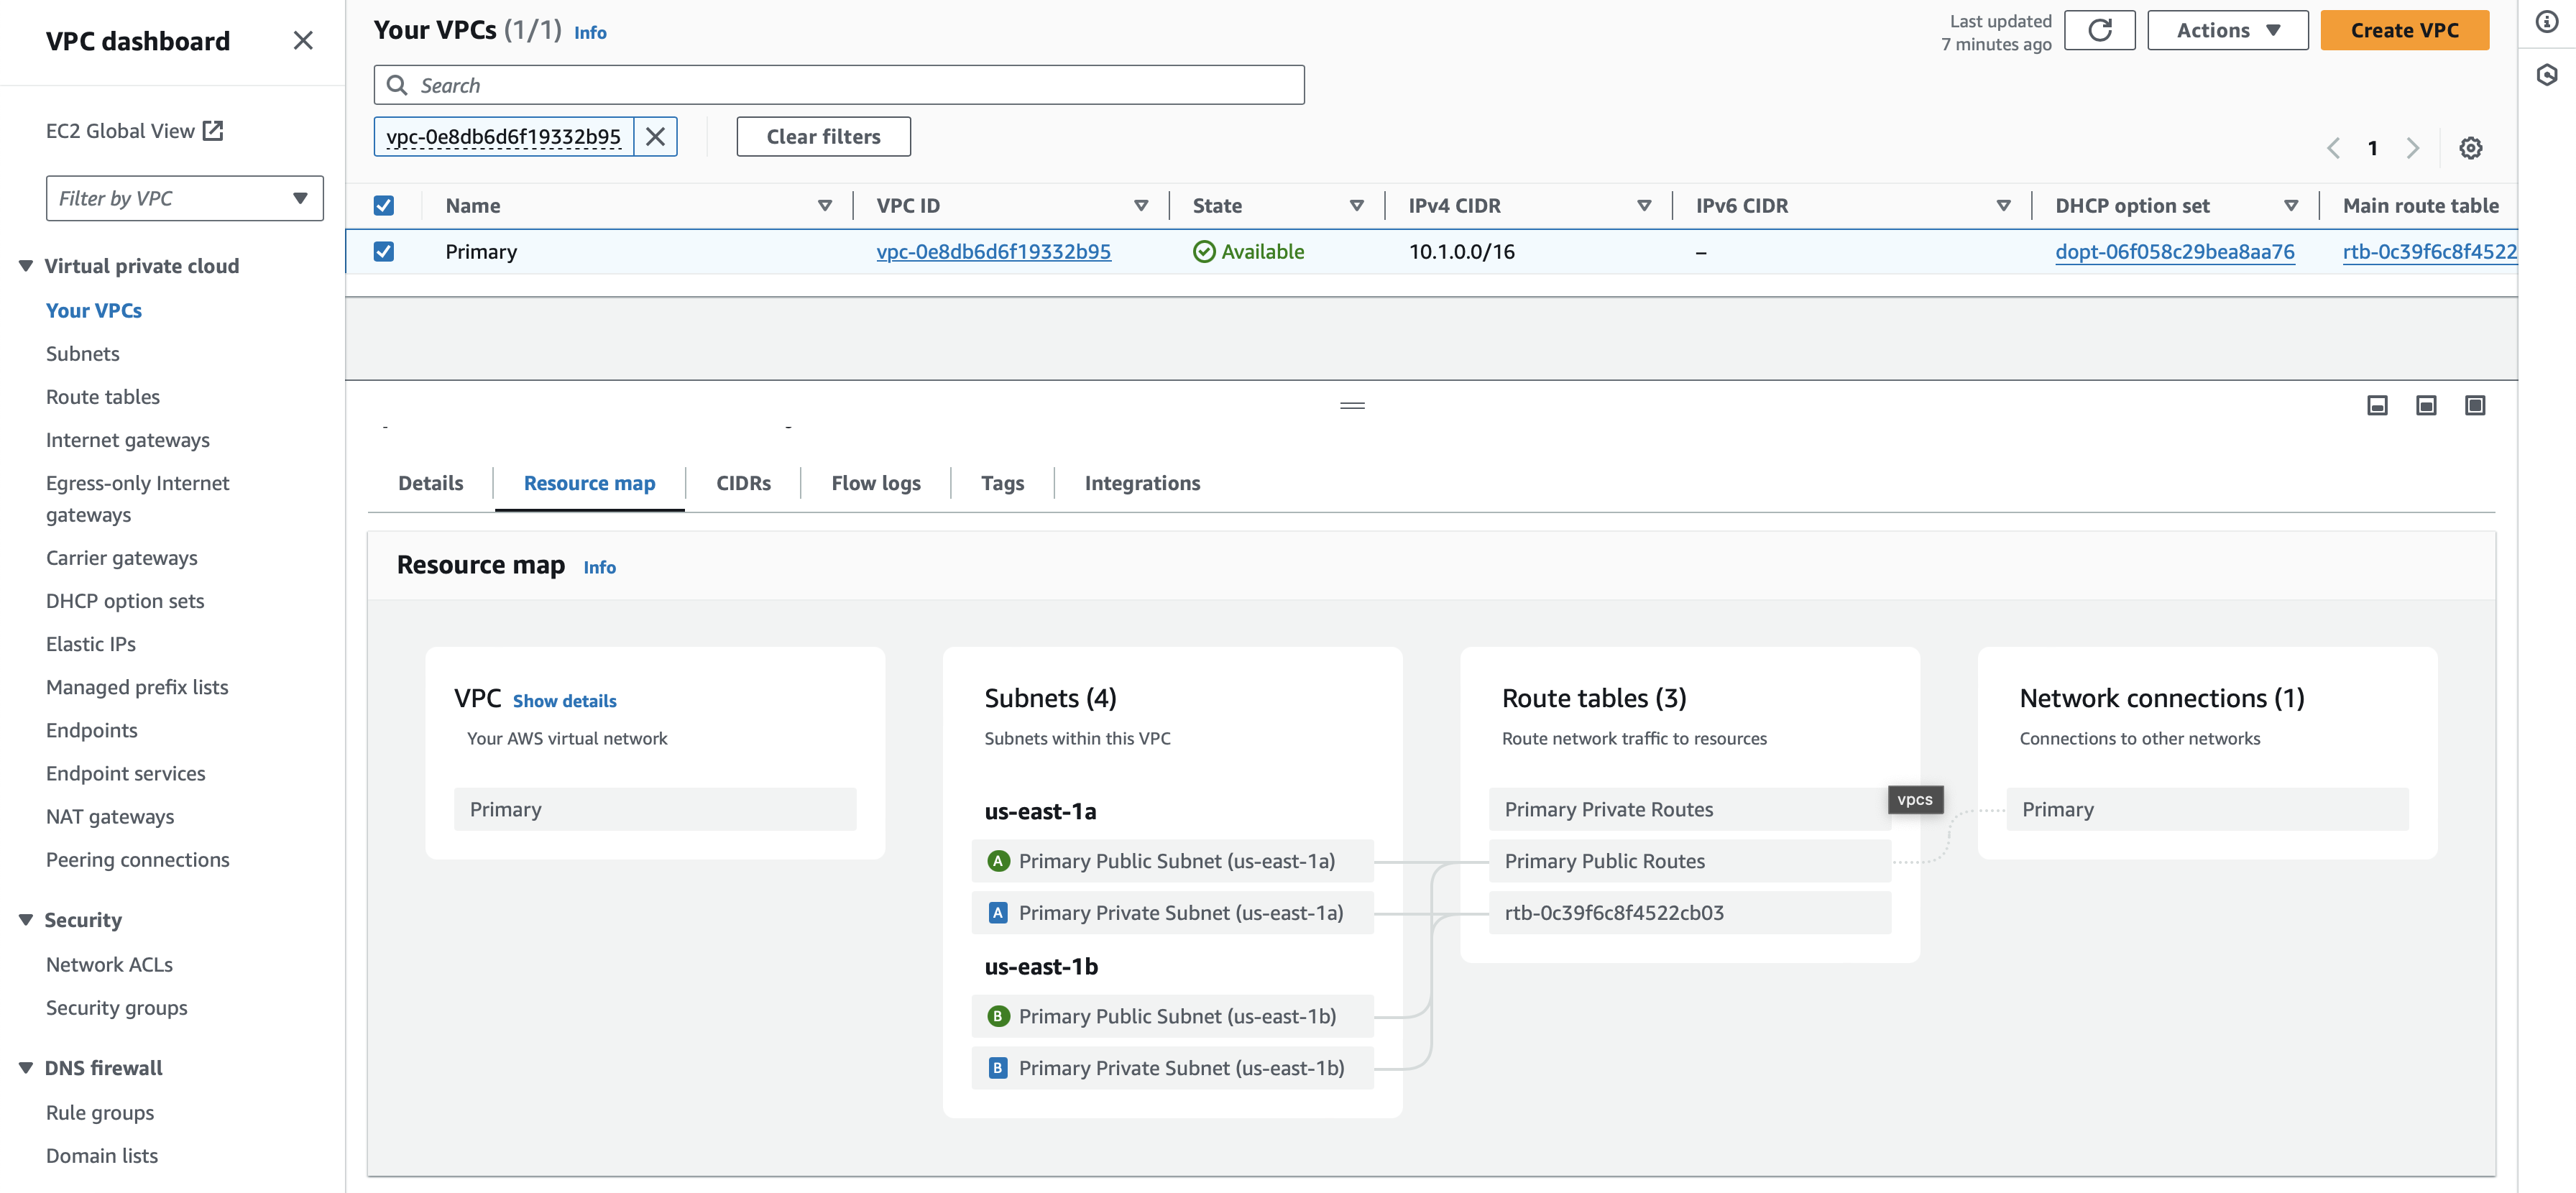 VPC dashboard
EC2 Global View
Filter by VPC
Virtual private cloud
Your VPCs
Subnets
Route tables
Internet gateways
Egress-only Internet
gateways
Carrier gateways
DHCP option sets
Elastic IPs
Managed prefix lists
Endpoints
Endpoint services
NAT gateways
Peering connections
Security
Network ACLs
Security groups
DNS firewall
Rule groups
Domain lists
Your VPCs (1/1) Info
Last updated
7 minutes ago
Actions
Create VPC
Search
vpc-0e8db6d6f19332b95
Clear filters
1
Name VPC ID State IPv4 CIDR IPv6 CIDR DHCP option set Main route table
Primary vpc-0e8db6d6f19332b95 Available 10.1.0.0/16 – dopt-06f058c29bea8aa76 rtb-0c39f6c8f4522
- -
Details Resource map CIDRs Flow logs Tags Integrations
Resource map Info
VPC Show details
Your AWS virtual network
Primary
Subnets (4)
Subnets within this VPC
us-east-1a
A Primary Public Subnet (us-east-1a)
A Primary Private Subnet (us-east-1a)
us-east-1b
B Primary Public Subnet (us-east-1b)
B Primary Private Subnet (us-east-1b)
Route tables (3)
Route network traffic to resources
Primary Private Routes
vpcs
Primary Public Routes
rtb-0c39f6c8f4522cb03
Network connections (1)
Connections to other networks
Primary